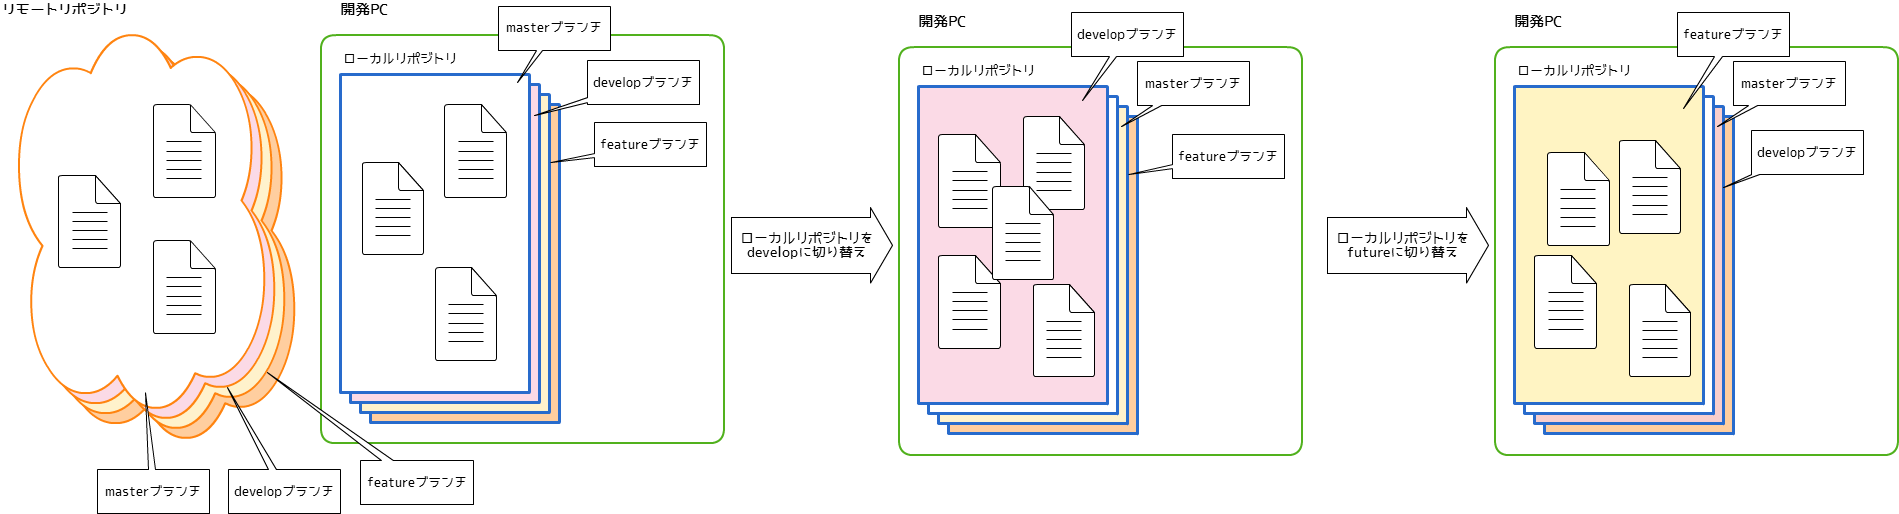 リモートリポジトリ
masterブランチ
developブランチ
featureブランチ
開発PC
ローカルリポジトリ
masterブランチ
developブランチ
featureブランチ
ローカルリポジトリを
developに切り替え
開発PC
ローカルリポジトリ
developブランチ
masterブランチ
featureブランチ
ローカルリポジトリを
futureに切り替え
開発PC
ローカルリポジトリ
featureブランチ
masterブランチ
developブランチ